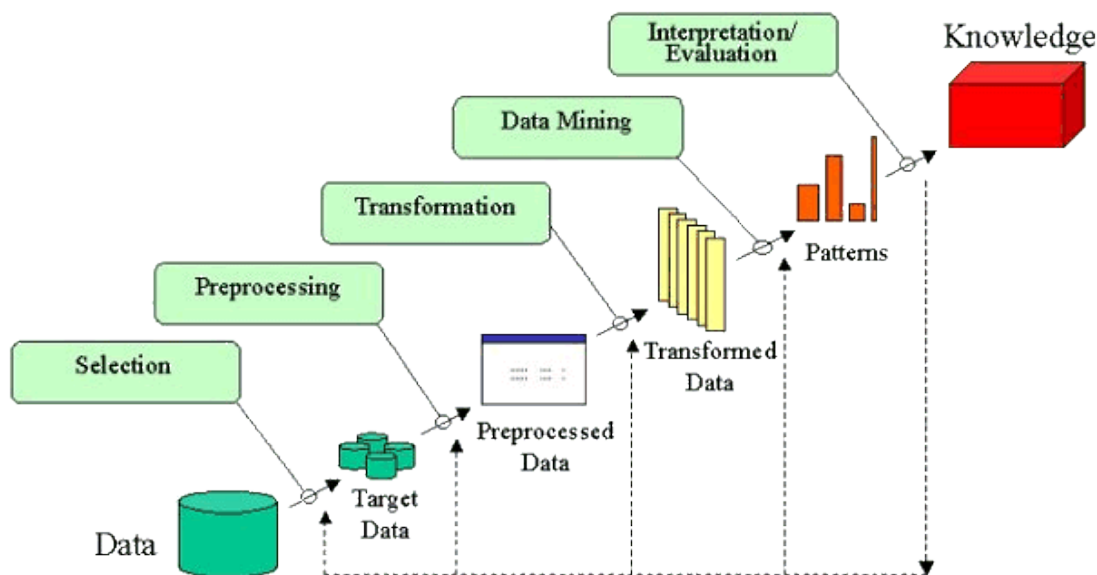 Interpretation/
Evaluation
Knowledge
Data Mining
Transformation
Patterns
Preprocessing
Transformed
Data
Selection
Preprocessed
Data
Target
Data
Data